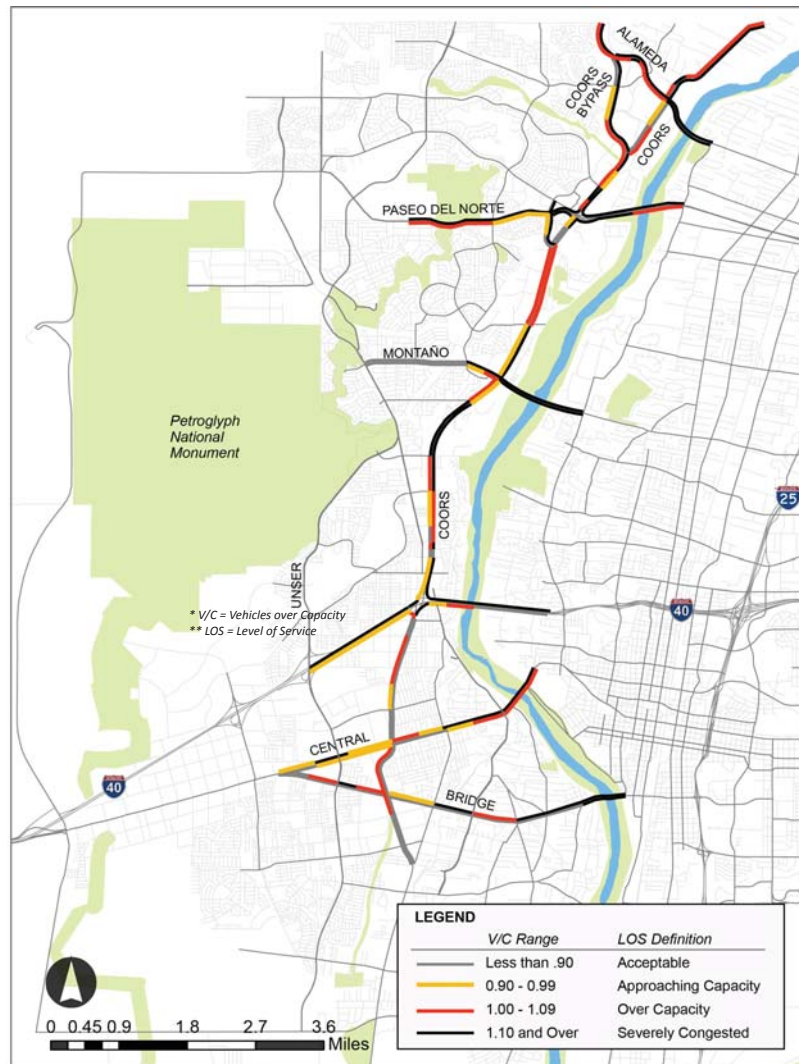 ALAMEDA
COORS
BYPASS
COORS
PASEO DEL NORTE
MONTAÑO
Petroglyph
National
Monument
COORS
25
UNSER
* V/C = Vehicles over Capacity
** LOS = Level of Service
40
CENTRAL
40
BRIDGE
LEGEND
V/C Range LOS Definition
Less than .90 Acceptable
0.90 - 0.99 Approaching Capacity
1.00 - 1.09 Over Capacity
1.10 and Over Severely Congested
0 0.45 0.9 1.8 2.7 3.6
Miles